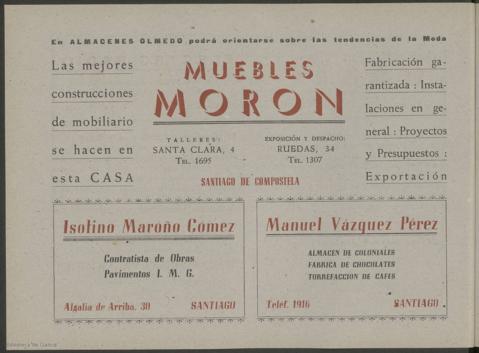 En ALMACENES OLMEDO podrá orientarse sobre las tendencias de la Moda
Las mejores
construcciones
de mobiliario
se hacen en
esta CASA
MUEBLES
MORON
TALLERES:
SANTA CLARA, 4
TEL. 1695
EXPOSICIÓN Y DESPACHO:
RUEDAS, 34
TEL. 1307
SANTIAGO DE COMPOSTELA
Fabricación ga-
rantizada : Insta-
laciones en ge-
neral : Proyectos
y Presupuestos :
Exportación
Isolino Maroño Gómez
Contratista de Obras
Pavimentos I. M. G.
Algalia de Arriba, 30 SANTIAGO
Manuel Vázquez Pérez
ALMACEN DE COLONIALES
FABRICA DE CHOCOLATES
TORREFACCION DE CAFES
Teléf. 1916 SANTIAGO